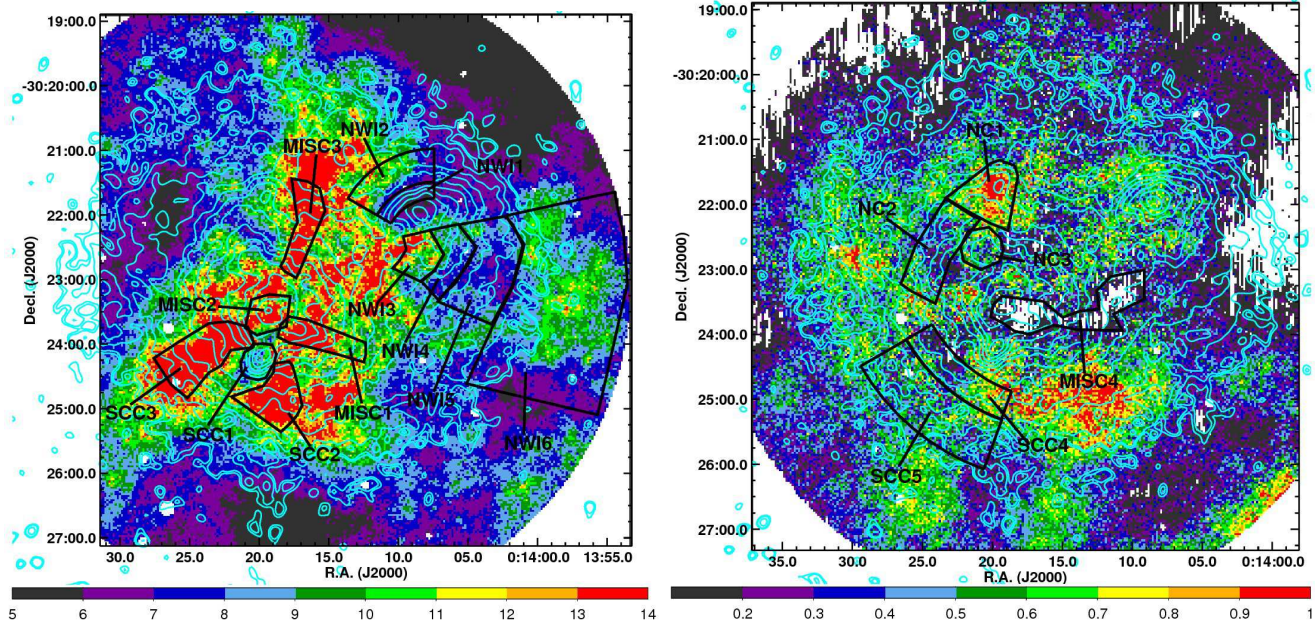 -30:20:00.0
19:00.0
21:00.0
22:00.0
23:00.0
24:00.0
25:00.0
26:00.0
27:00.0
Decl. (J2000)
30.0 25.0 20.0 15.0 10.0 05.0 0:14:00.0 13:55.0
R.A. (J2000)
NWI2
MISC3
NWI1
MISC2
NWI3
NWI4
SCC3
SCC1
MISC1
NWI5
SCC2
NWI6
5 6 7 8 9 10 11 12 13 14
19:00.0
-30:20:00.0
21:00.0
22:00.0
23:00.0
24:00.0
25:00.0
26:00.0
27:00.0
Decl. (J2000)
35.0 30.0 25.0 20.0 15.0 10.0 05.0 0:14:00.0
R.A. (J2000)
NC1
NC2
NC3
MISC4
SCC4
SCC5
0.2 0.3 0.4 0.5 0.6 0.7 0.8 0.9 1